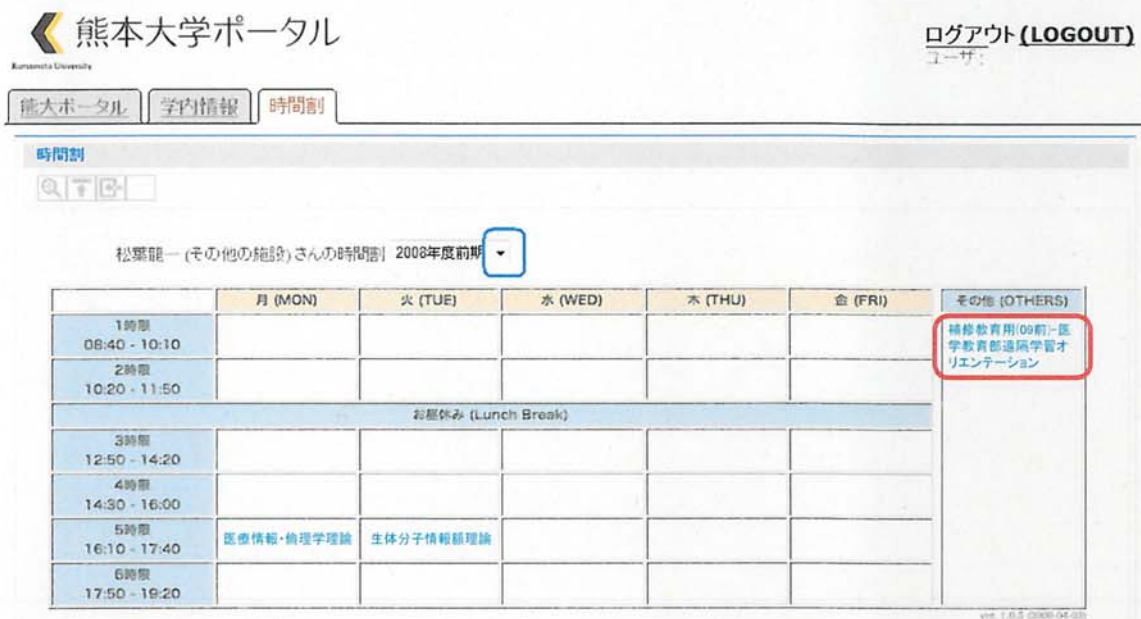 熊本大学ポータル
Kumamoto University
ログアウト(LOGOUT)
ユーザ:
熊大ポータル
学内情報
時間割
時間割
松葉龍一 (その他の施設) さんの時間割 2008年度前期
月 (MON) 火 (TUE) 水 (WED) 木 (THU) 金 (FRI) その他 (OTHERS)
1時限
08:40 - 10:10
補修教育用(09前)-医
学教育部遠隔学習オ
リエンテーション
2時限
10:20 - 11:50
お昼休み (Lunch Break)
3時限
12:50 - 14:20
4時限
14:30 - 16:00
5時限
16:10 - 17:40
医療情報・倫理学理論
生体分子情報額理論
6時限
17:50 - 19:20